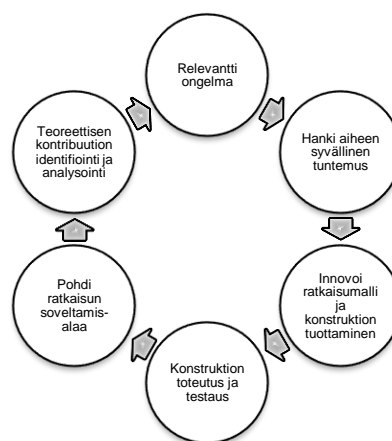 Relevantti
ongelma
Hanki aiheen
syvällinen
tuntemus
Innovoi
ratkaisumalli
ja
konstruktion
tuottaminen
Konstruktion
toteutus ja
testaus
Pohdi
ratkaisun
soveltamis-
alaa
Teoreettisen
kontribuution
identifiointi ja
analysointi